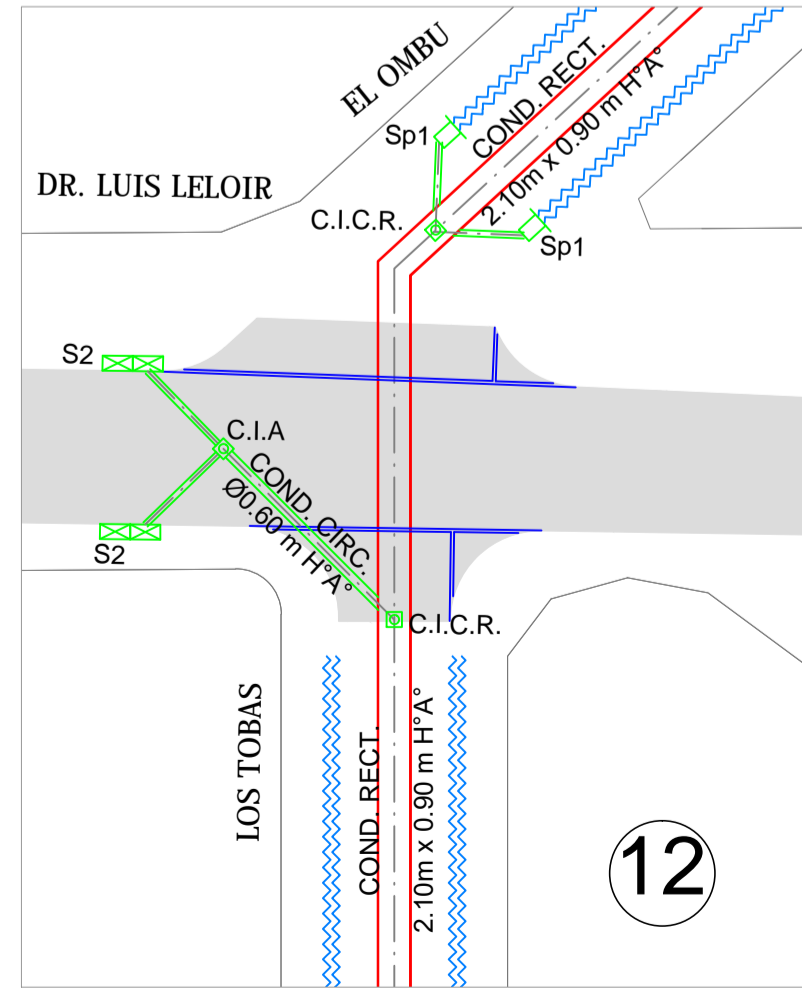 EL OMBU
COND. RECT.
2.10m x 0.90 m H°A°
Sp1
DR. LUIS LELOIR
C.I.C.R.
Sp1
S2
C.I.A
COND. CIRC.
Ø0.60 m H°A°
S2
C.I.C.R.
LOS TOBAS
COND. RECT.
2.10m x 0.90 m H°A°
12